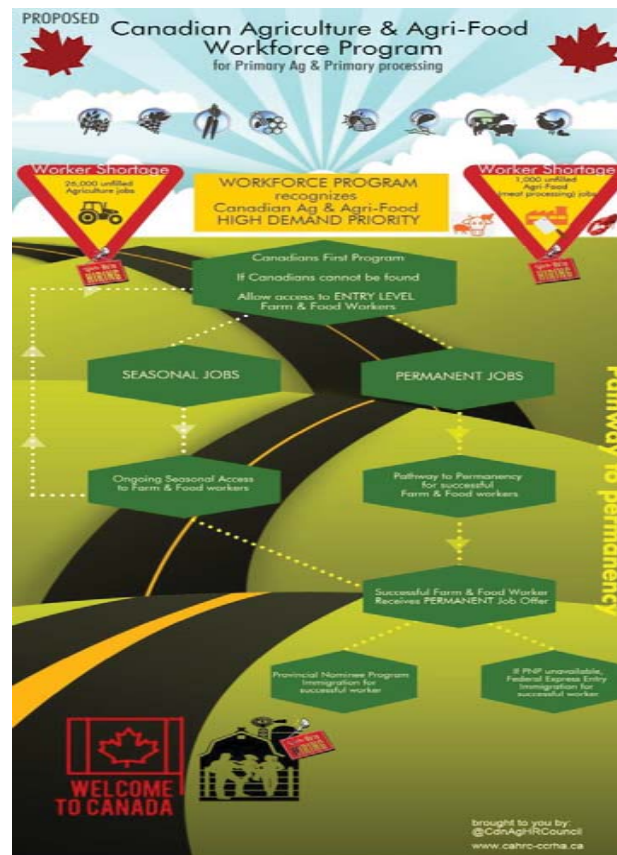 PROPOSED
Canadian Agriculture & Agri-Food
Workforce Program
for Primary Ag & Primary processing
Worker Shortage
26,000 unfilled
Agriculture jobs
WORKFORCE PROGRAM
recognizes
Canadian Ag & Agri-Food
HIGH DEMAND PRIORITY
Worker Shortage
1,000 unfilled
Agri-Food
(meat processing) jobs
HIRING
HIRING
Canadians First Program
If Canadians cannot be found
Allow access to ENTRY LEVEL
Farm & Food Workers
SEASONAL JOBS
PERMANENT JOBS
Ongoing Seasonal Access
to Farm & Food workers
Pathway to Permanency
for successful
Farm & Food workers
Pathway to permanency
Successful Farm & Food Worker
Receives PERMANENT Job Offer
Provincial Nominee Program
Immigration for
successful worker
If PNP unavailable,
Federal Express Entry
Immigration for
successful worker
HIRING
WELCOME
TO CANADA
brought to you by:
@CdnAgHRCouncil
www.cahrc-ccrha.ca